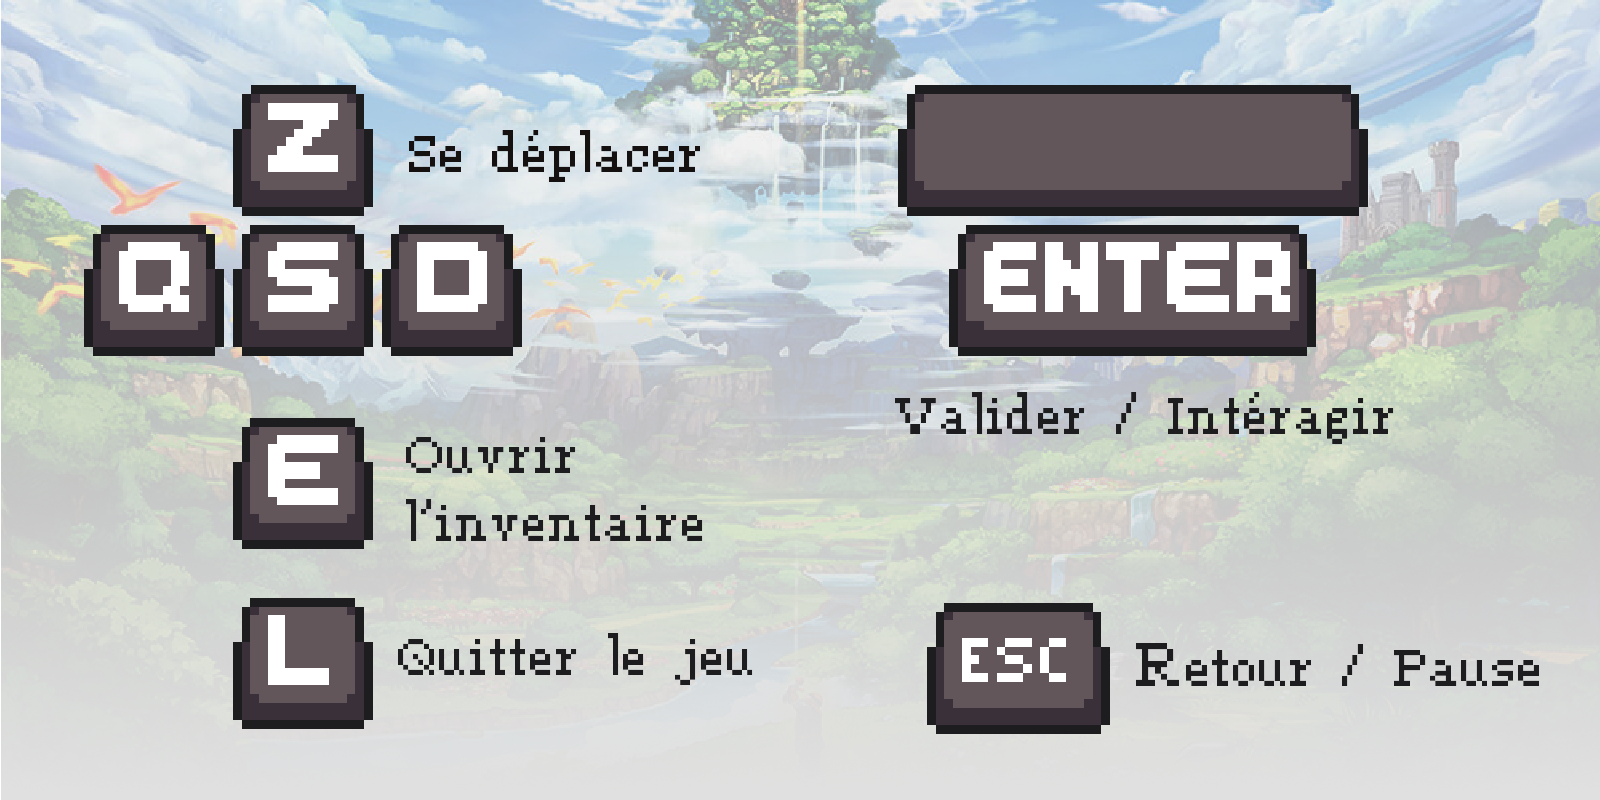 Z
Se déplacer
Q S D
E
Ouvrir
l'inventaire
L
Quitter le jeu
ENTER
Valider / Intéragir
ESC
Retour / Pause